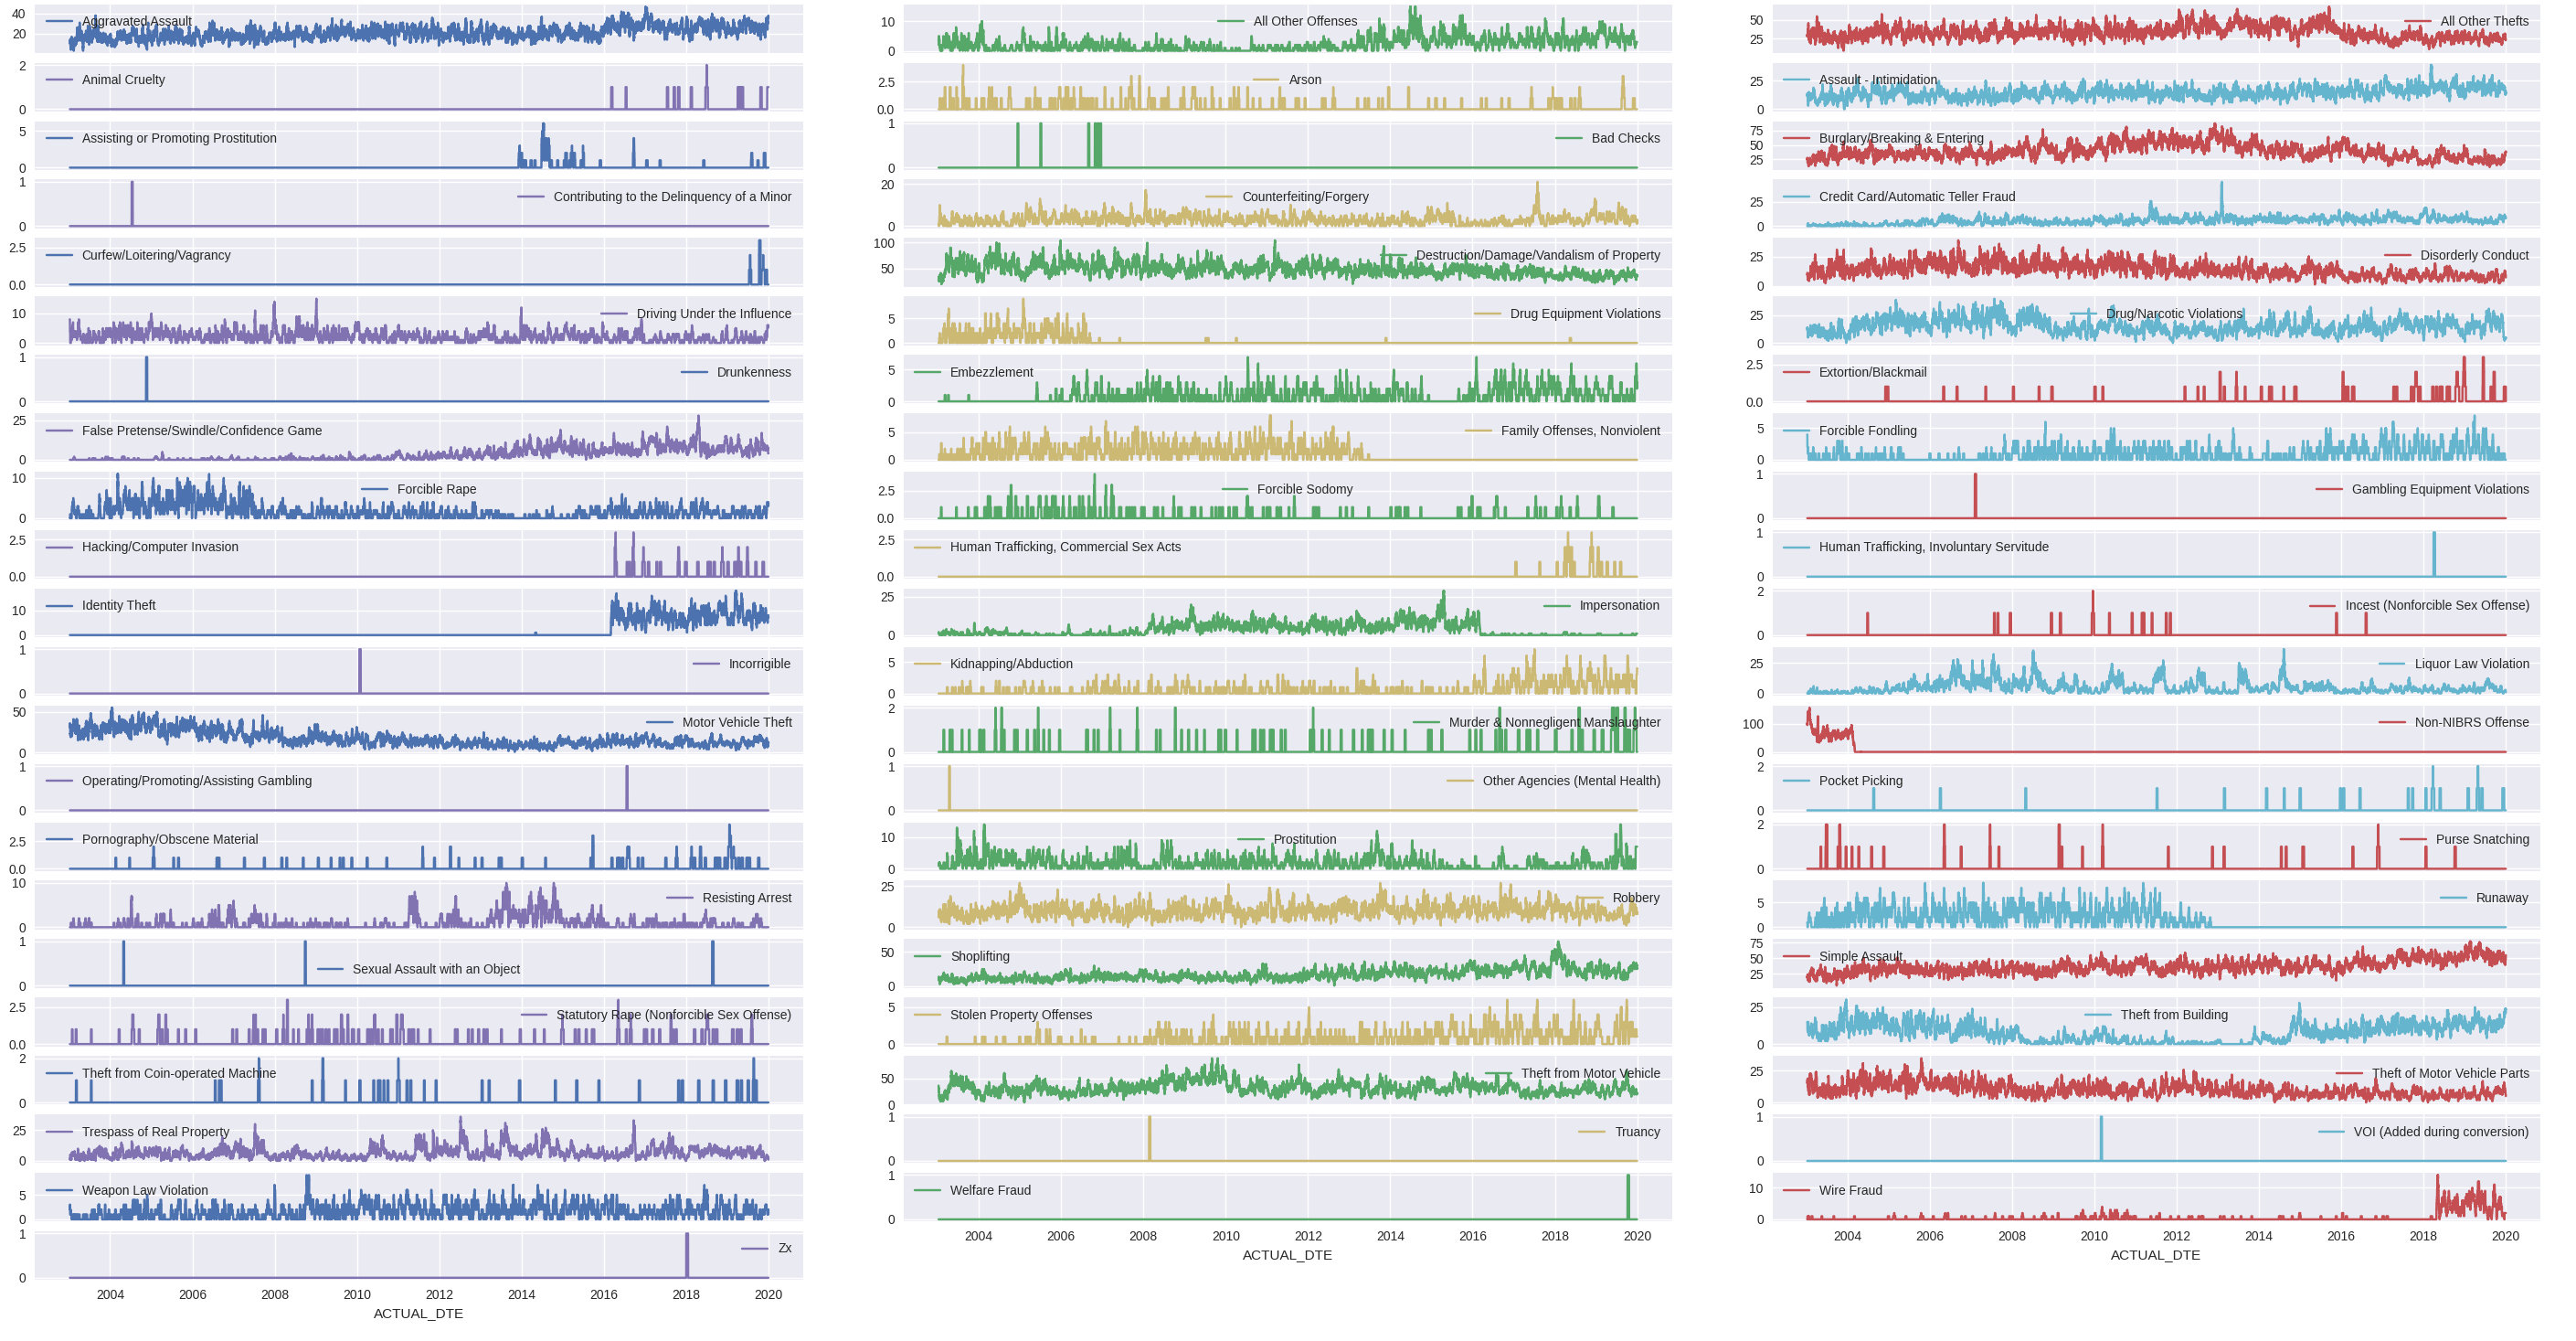 40
20
Aggravated Assault
10
0
All Other Offenses
50
25
All Other Thefts
2
0
Animal Cruelty
2.5
0.0
Arson
25
0
Assault - Intimidation
5
0
Assisting or Promoting Prostitution
1
0
Bad Checks
75
50
25
Burglary/Breaking & Entering
1
0
Contributing to the Delinquency of a Minor
20
0
Counterfeiting/Forgery
25
0
Credit Card/Automatic Teller Fraud
2.5
0.0
Curfew/Loitering/Vagrancy
100
50
Destruction/Damage/Vandalism of Property
25
0
Disorderly Conduct
10
0
Driving Under the Influence
5
0
Drug Equipment Violations
25
0
Drug/Narcotic Violations
1
0
Drunkenness
5
0
Embezzlement
2.5
0.0
Extortion/Blackmail
25
0
False Pretense/Swindle/Confidence Game
5
0
Family Offenses, Nonviolent
5
0
Forcible Fondling
10
0
Forcible Rape
2.5
0.0
Forcible Sodomy
1
0
Gambling Equipment Violations
2.5
0.0
Hacking/Computer Invasion
2.5
0.0
Human Trafficking, Commercial Sex Acts
1
0
Human Trafficking, Involuntary Servitude
10
0
Identity Theft
25
0
Impersonation
2
0
Incest (Nonforcible Sex Offense)
1
0
Incorrigible
5
0
Kidnapping/Abduction
25
0
Liquor Law Violation
50
0
Motor Vehicle Theft
2
0
Murder & Nonnegligent Manslaughter
100
0
Non-NIBRS Offense
1
0
Operating/Promoting/Assisting Gambling
1
0
Other Agencies (Mental Health)
2
0
Pocket Picking
2.5
0.0
Pornography/Obscene Material
10
0
Prostitution
2
0
Purse Snatching
10
0
Resisting Arrest
25
0
Robbery
5
0
Runaway
1
0
Sexual Assault with an Object
50
0
Shoplifting
75
50
25
Simple Assault
2.5
0.0
Statutory Rape (Nonforcible Sex Offense)
5
0
Stolen Property Offenses
25
0
Theft from Building
2
0
Theft from Coin-operated Machine
50
0
Theft from Motor Vehicle
25
0
Theft of Motor Vehicle Parts
25
0
Trespass of Real Property
1
0
Truancy
1
0
VOI (Added during conversion)
5
0
Weapon Law Violation
1
0
Welfare Fraud
10
0
Wire Fraud
1
0
Zx
2004 2006 2008 2010 2012 2014 2016 2018 2020
ACTUAL_DTE
2004 2006 2008 2010 2012 2014 2016 2018 2020
ACTUAL_DTE
2004 2006 2008 2010 2012 2014 2016 2018 2020
ACTUAL_DTE